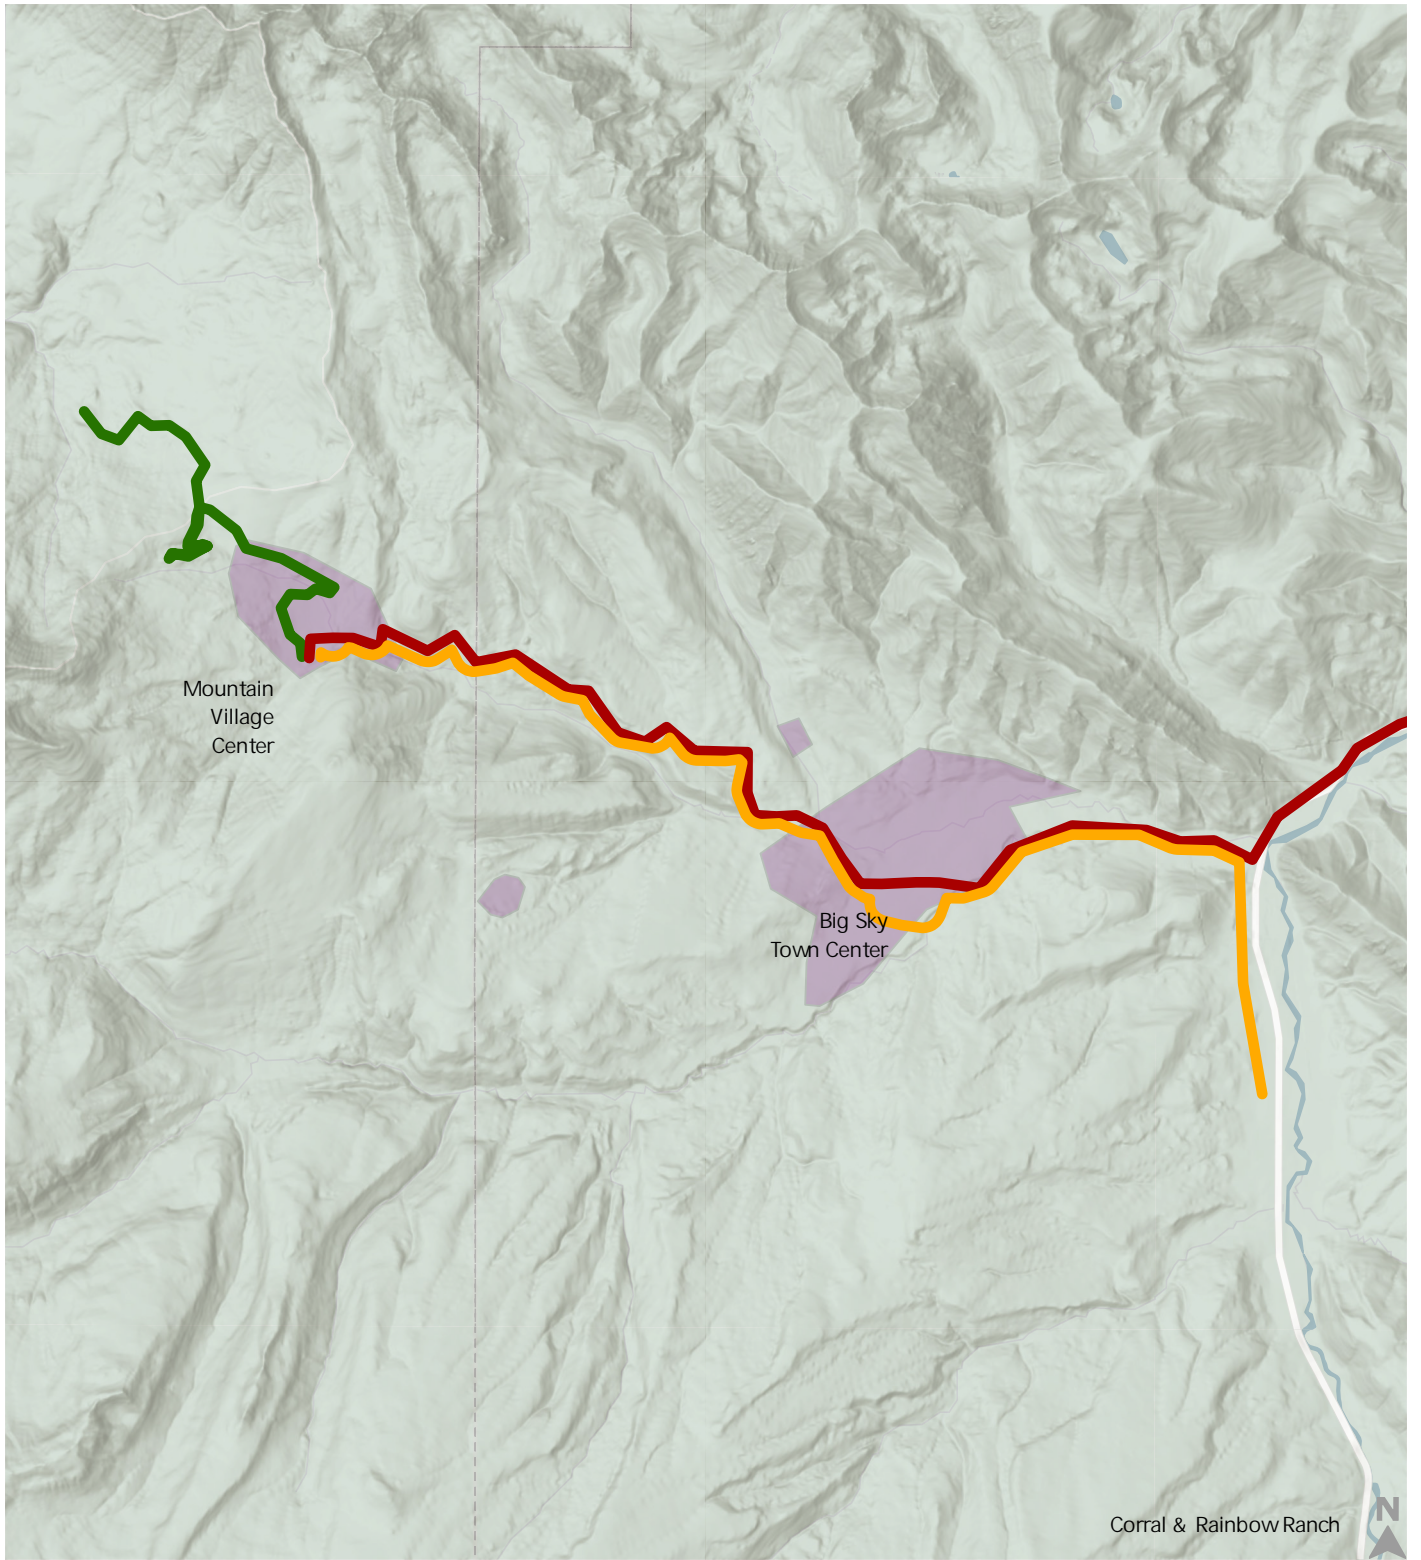 Mountain
Village
Center
Big Sky
Town Center
Corral & Rainbow Ranch
N